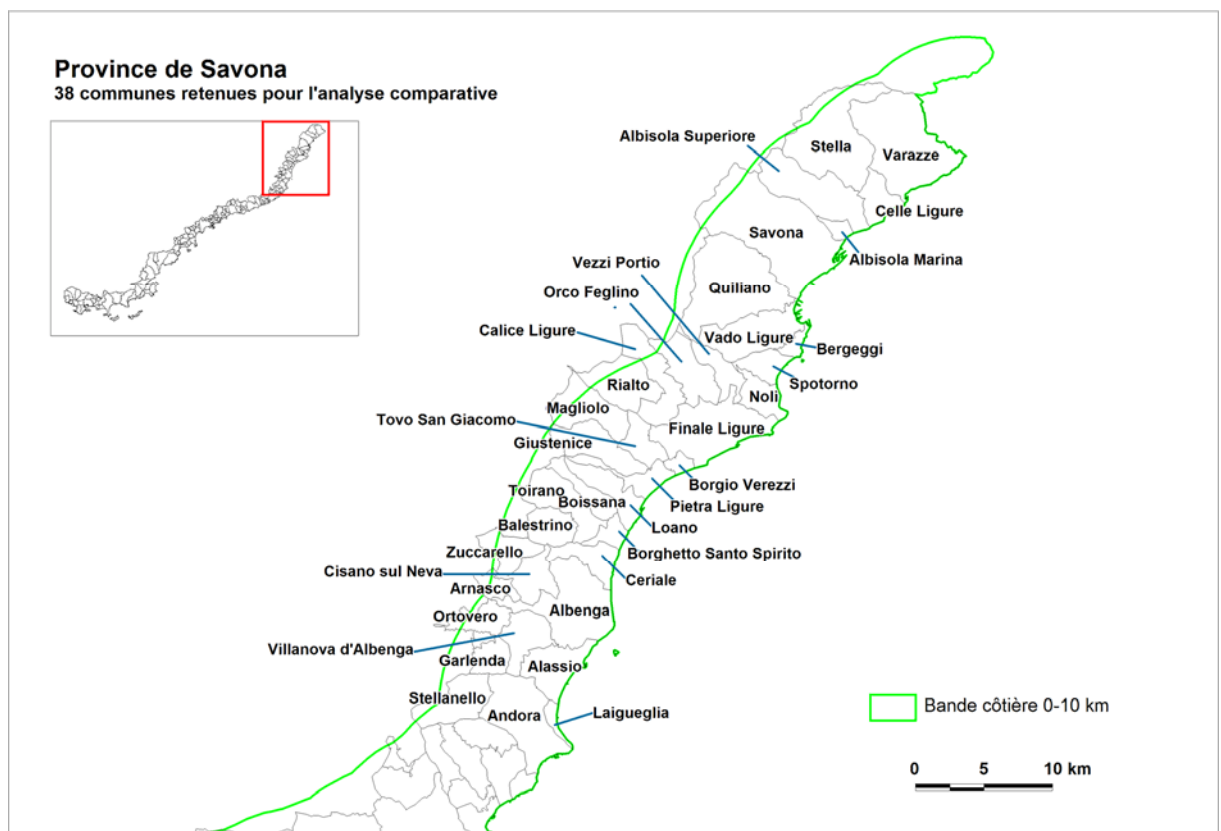 Province de Savona
38 communes retenues pour l'analyse comparative
Albisola Superiore
Stella
Varazze
Celle Ligure
Savona
Albisola Marina
Vezzi Portio
Quiliano
Orco Feglino
Calice Ligure
Vado Ligure
Bergeggi
Spotorno
Rialto
Noli
Magliolo
Tovo San Giacomo
Finale Ligure
Giustenice
Borgio Verezzi
Toirano
Boissana
Pietra Ligure
Balestrino
Loano
Zuccarello
Borghetto Santo Spirito
Cisano sul Neva
Ceriale
Arnasco
Albenga
Ortovero
Villanova d'Albenga
Garlenda
Alassio
Stellanello
Andora
Laigueglia
Bande côtière 0-10 km
0 5 10 km